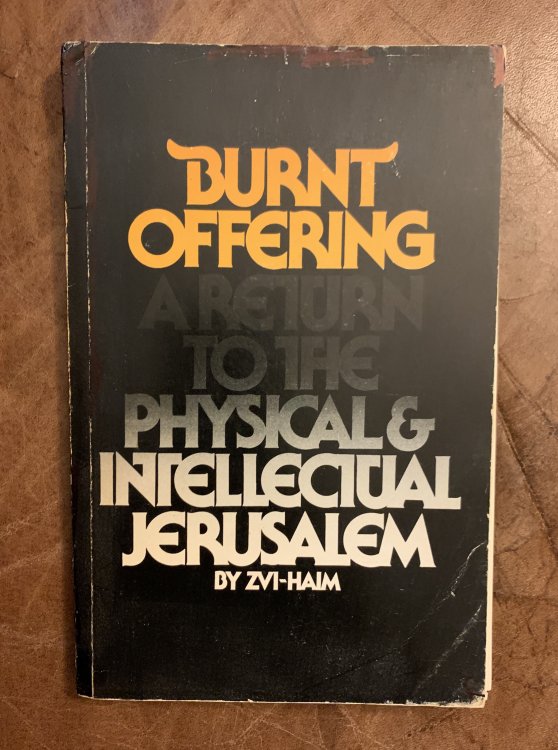 BURNT
OFFERING
A RETURN
TO THE
PHYSICAL &
INTELLECTUAL
JERUSALEM
BY ZVI-HAIM